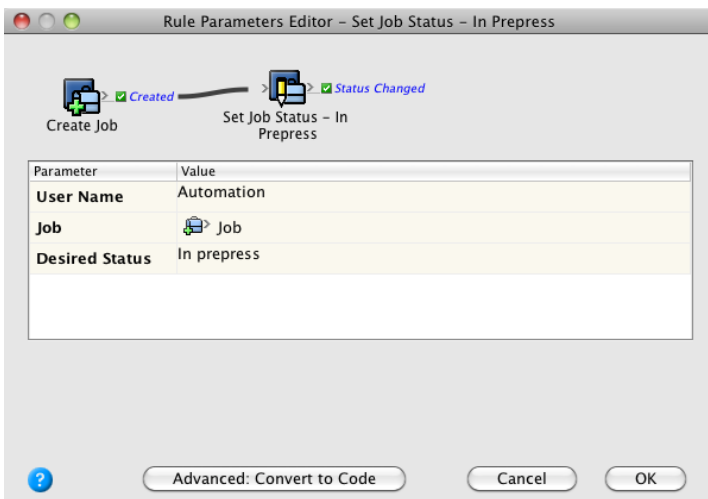 Rule Parameters Editor – Set Job Status – In Prepress
Created
Status Changed
Create Job
Set Job Status – In
Prepress
Parameter Value
User Name Automation
Job Job
Desired Status In prepress
? Advanced: Convert to Code Cancel OK